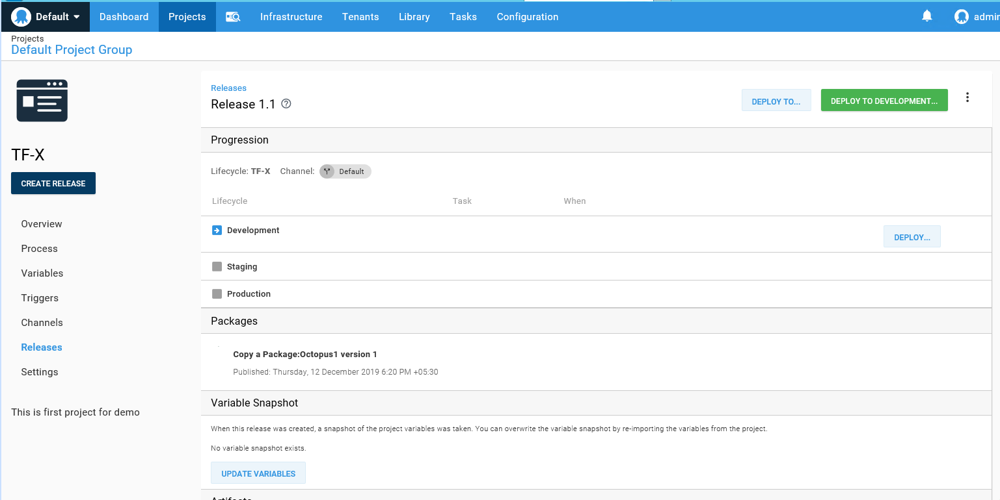 Default Dashboard Projects Infrastructure Tenants Library Tasks Configuration admin
Projects
Default Project Group
TF-X
CREATE RELEASE
Overview
Process
Variables
Triggers
Channels
Releases
Settings
This is first project for demo
Releases
Release 1.1 ?
DEPLOY TO... DEPLOY TO DEVELOPMENT...
Progression
Lifecycle: TF-X Channel: Default
Lifecycle Task When
Development DEPLOY...
Staging
Production
Packages
Copy a Package:Octopus1 version 1
Published: Thursday, 12 December 2019 6:20 PM +05:30
Variable Snapshot
When this release was created, a snapshot of the project variables was taken. You can overwrite the variable snapshot by re-importing the variables from the project.
No variable snapshot exists.
UPDATE VARIABLES
Artifacts